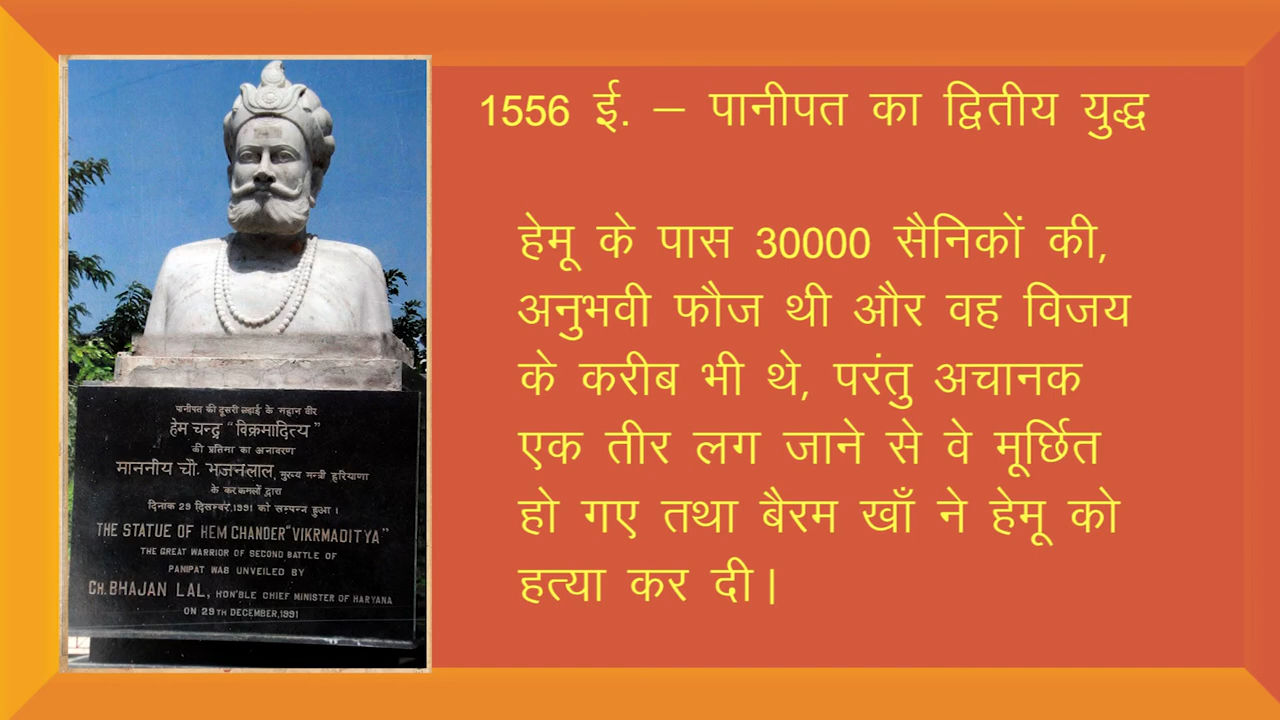 1556 ई. – पानीपत का द्वितीय युद्ध
हेमू के पास 30000 सैनिकों की,
अनुभवी फौज थी और वह विजय
के करीब भी थे, परंतु अचानक
एक तीर लग जाने से वे मूर्छित
हो गए तथा बैरम खाँ ने हेमू को
हत्या कर दी।
पानीपत की दूसरी लड़ाई के महान वीर
हेम चन्द्र “विक्रमादित्य”
की प्रतिमा का अनावरण
माननीय चौ. भजनलाल, मुख्य मन्त्री हरियाणा
के करकमलों द्वारा
दिनांक 29 दिसम्बर,1991 को सम्पन्न हुआ।
THE STATUE OF HEM CHANDER “VIKRMADITYA”
THE GREAT WARRIOR OF SECOND BATTLE OF
PANIPAT WAS UNVEILED BY
CH. BHAJAN LAL, HON'BLE CHIEF MINISTER OF HARYANA
ON 29TH DECEMBER,1991